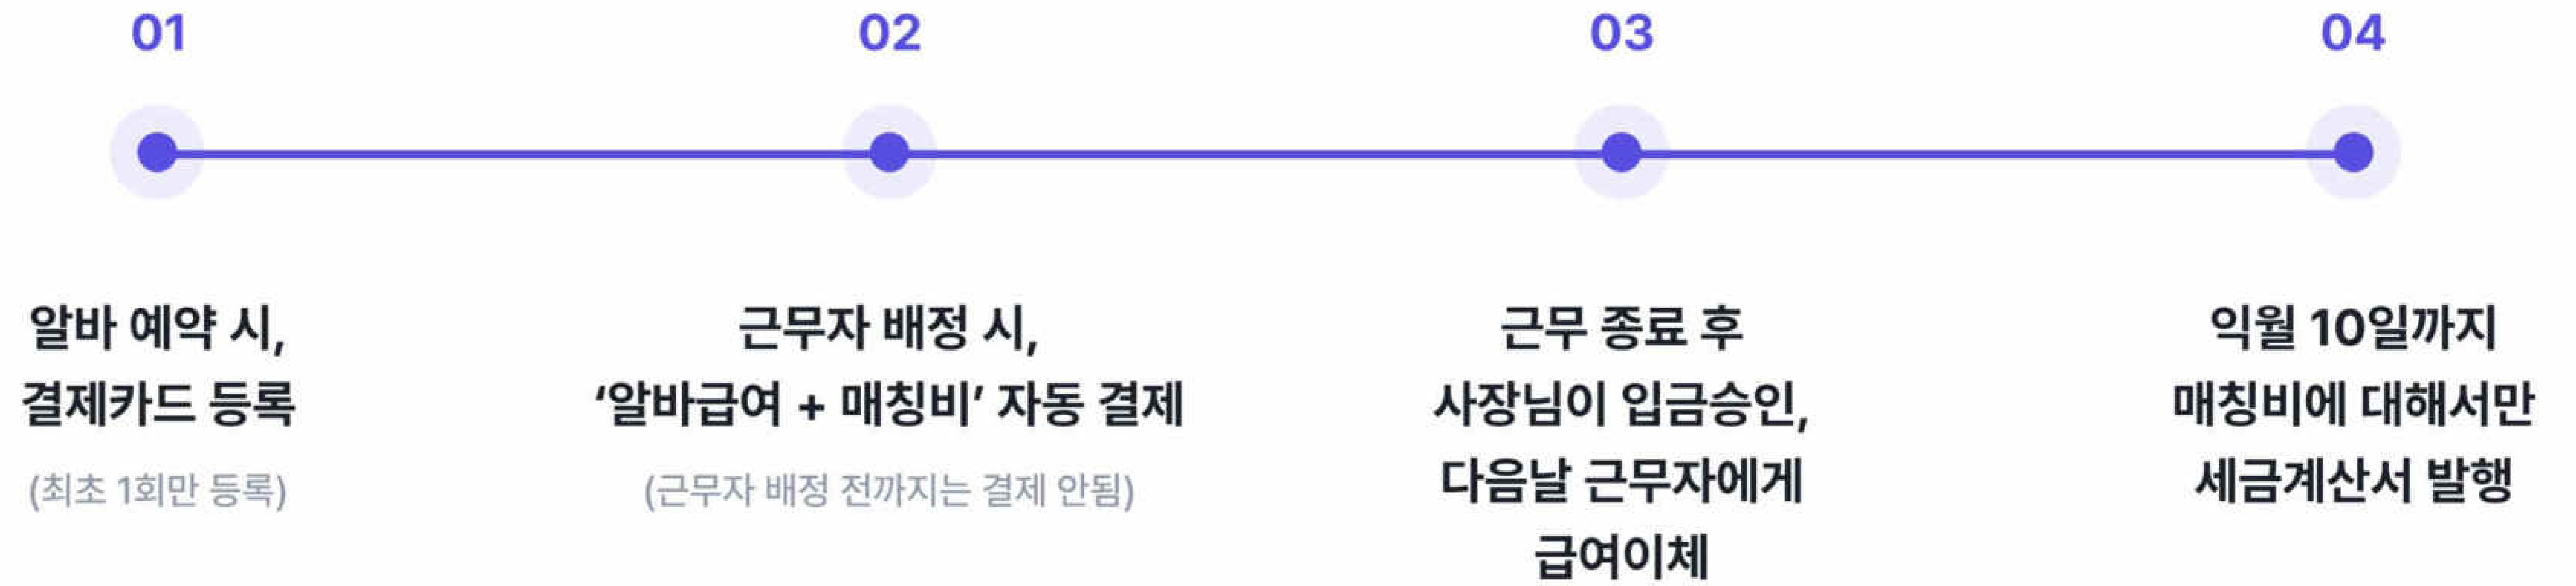 01
알바 예약 시,
결제카드 등록
(최초 1회만 등록)
02
근무자 배정 시,
‘알바급여 + 매칭비’ 자동 결제
(근무자 배정 전까지는 결제 안됨)
03
근무 종료 후
사장님이 입금승인,
다음날 근무자에게
급여이체
04
익월 10일까지
매칭비에 대해서만
세금계산서 발행